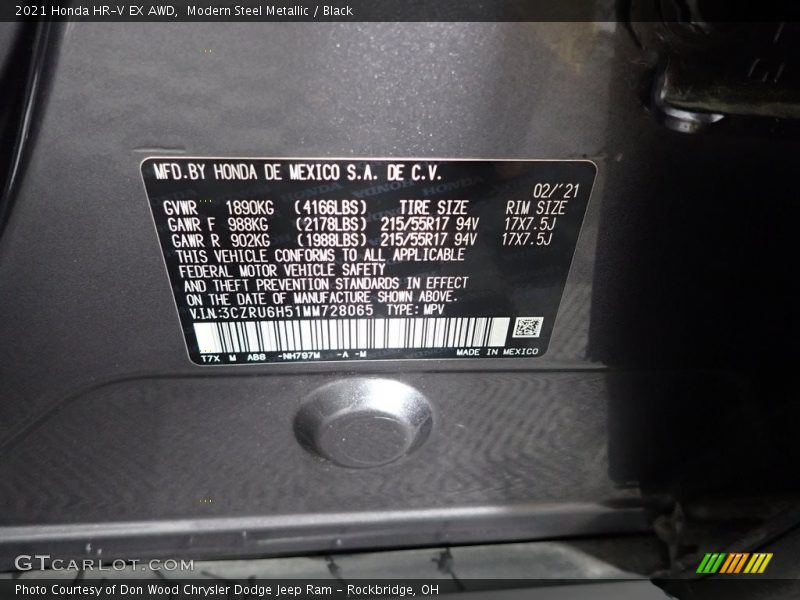 2021 Honda HR-V EX AWD,  Modern Steel Metallic / Black
MFD.BY HONDA DE MEXICO S.A. DE C.V.
02/'21
GVWR 1890KG (4166LBS) TIRE SIZE RIM SIZE
GAWR F 988KG (2178LBS) 215/55R17 94V 17X7.5J
GAWR R 902KG (1988LBS) 215/55R17 94V 17X7.5J
THIS VEHICLE CONFORMS TO ALL APPLICABLE
FEDERAL MOTOR VEHICLE SAFETY
AND THEFT PREVENTION STANDARDS IN EFFECT
ON THE DATE OF MANUFACTURE SHOWN ABOVE.
V.I.N.:3CZRU6H51MM728065 TYPE: MPV
T7X M AB8 -NH797M -A -M MADE IN MEXICO
GTCARLOT.COM
Photo Courtesy of Don Wood Chrysler Dodge Jeep Ram - Rockbridge, OH